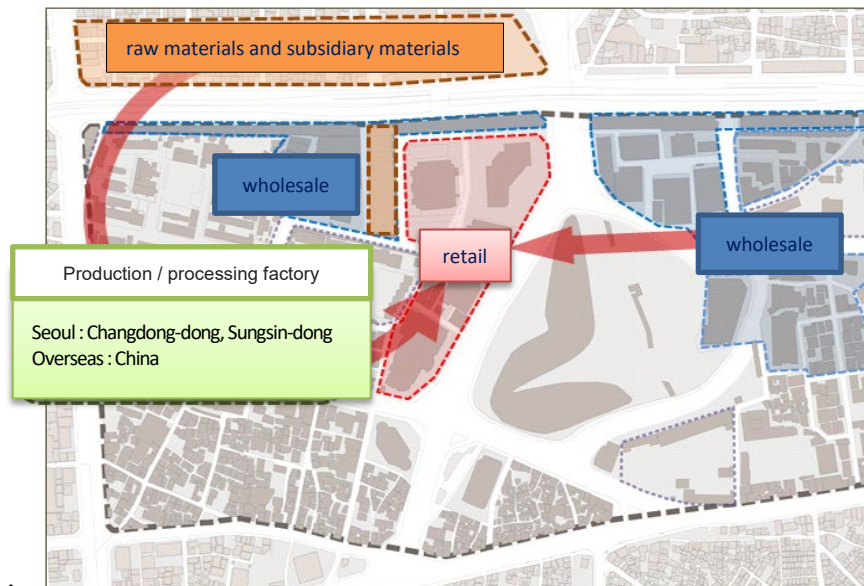 raw materials and subsidiary materials
wholesale
retail
wholesale
Production / processing factory
Seoul : Changdong-dong, Sungsin-dong
Overseas : China